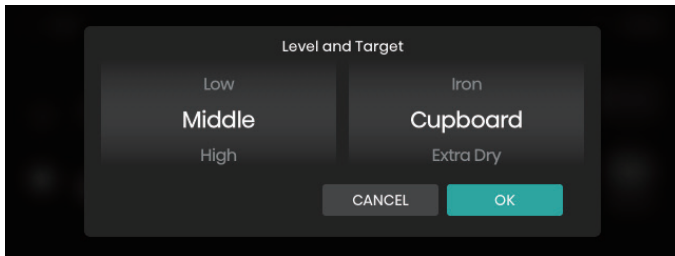 Level and Target
Low Iron
Middle Cupboard
High Extra Dry
CANCEL OK